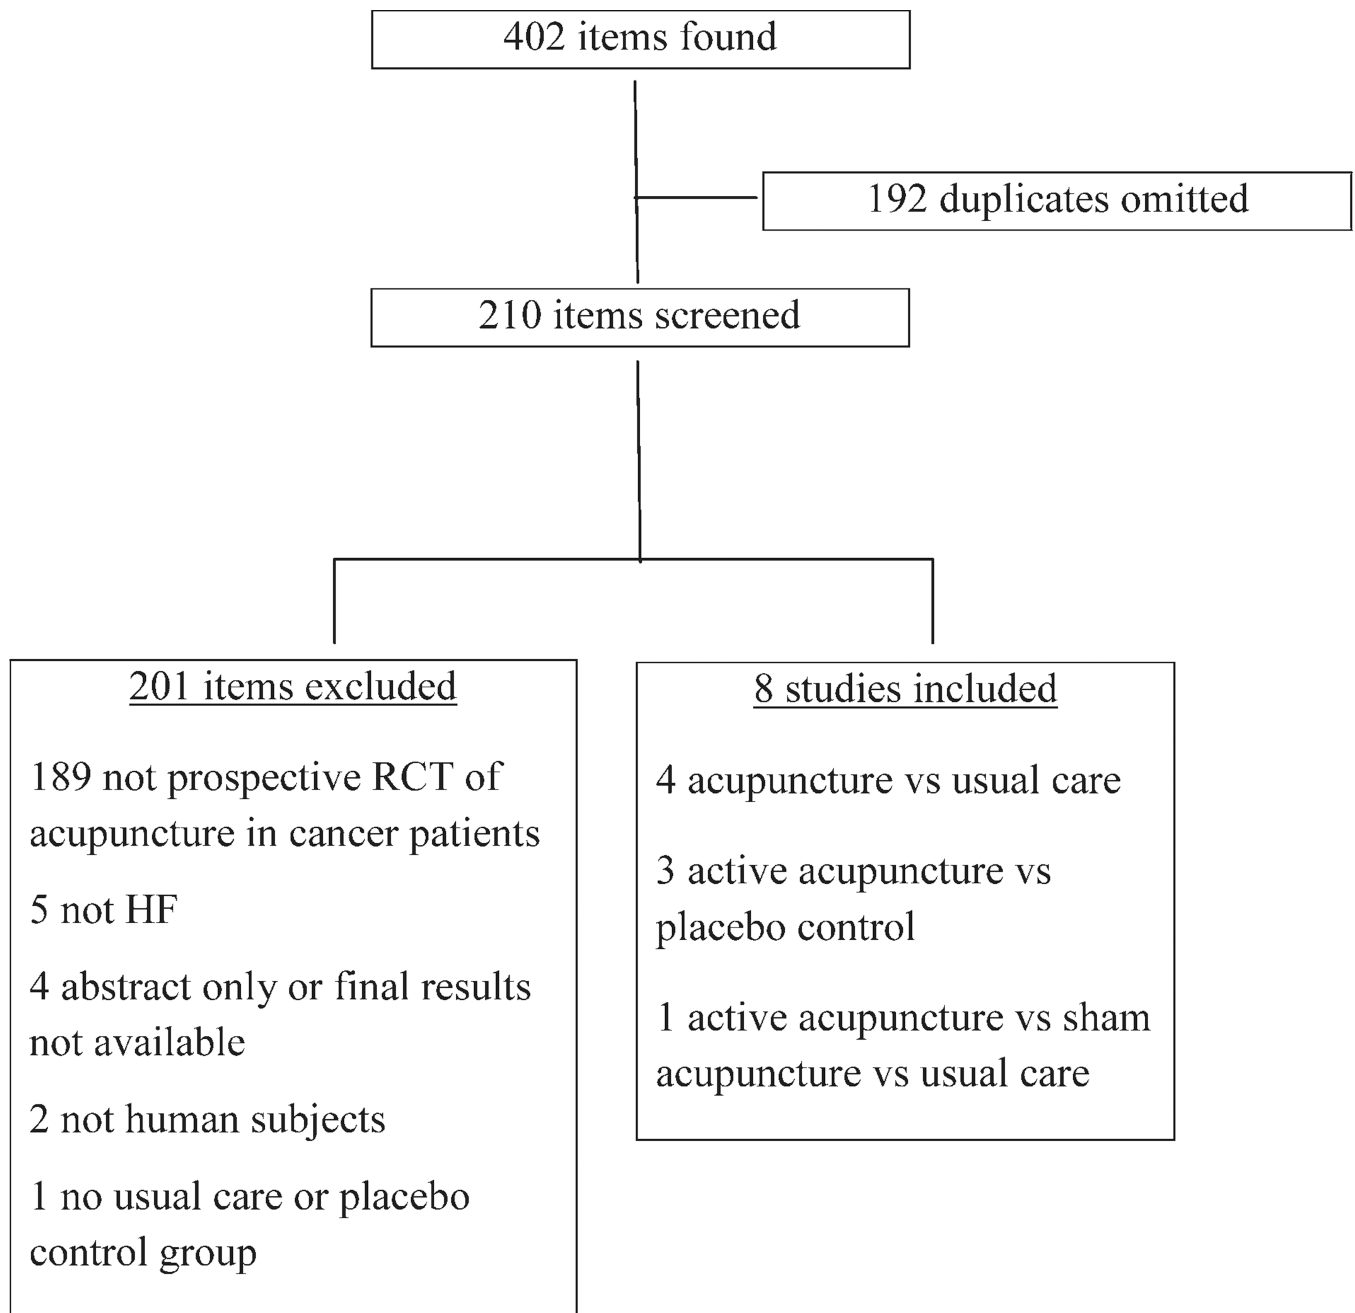 402 items found
192 duplicates omitted
210 items screened
201 items excluded
189 not prospective RCT of
acupuncture in cancer patients
5 not HF
4 abstract only or final results
not available
2 not human subjects
1 no usual care or placebo
control group
8 studies included
4 acupuncture vs usual care
3 active acupuncture vs
placebo control
1 active acupuncture vs sham
acupuncture vs usual care